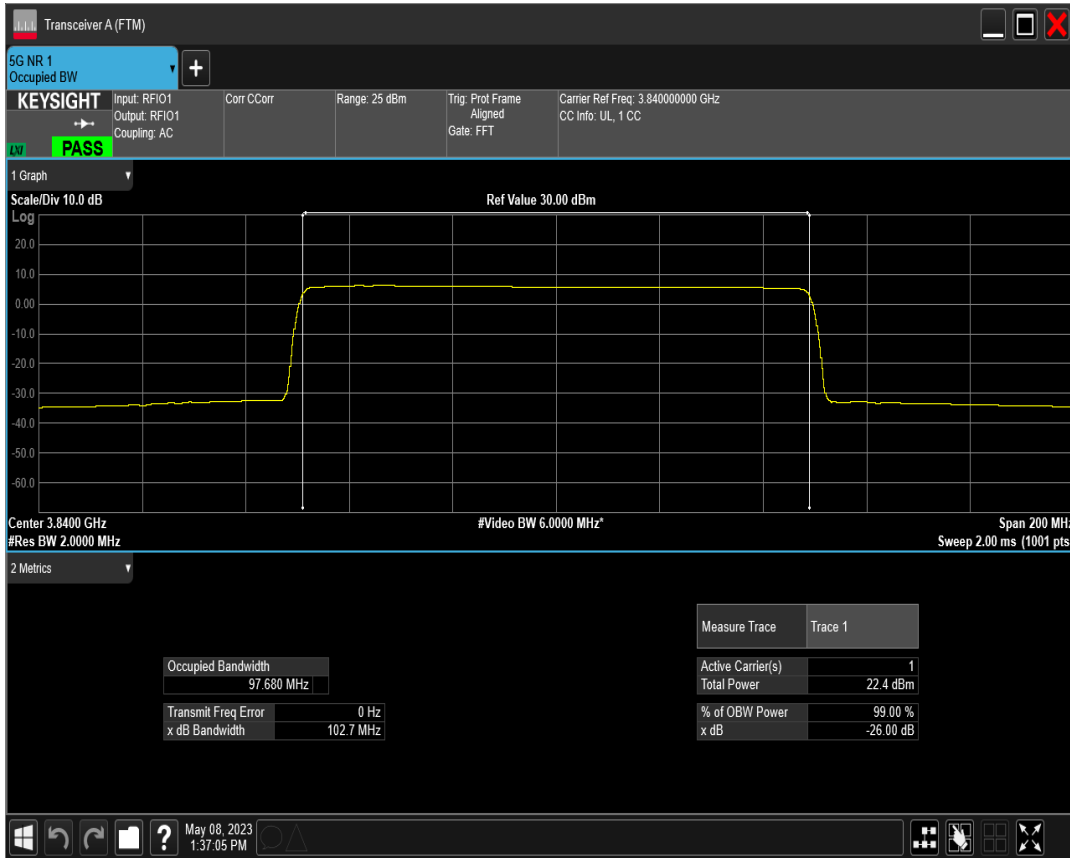 Transceiver A (FTM)
5G NR 1
Occupied BW
+
KEYSIGHT
LXI
PASS
Input: RFIO1
Output: RFIO1
Coupling: AC
Corr CCorr
Range: 25 dBm
Trig: Prot Frame
Aligned
Gate: FFT
Carrier Ref Freq: 3.840000000 GHz
CC Info: UL, 1 CC
1 Graph
Scale/Div 10.0 dB
Ref Value 30.00 dBm
Log
20.0
10.0
0.00
-10.0
-20.0
-30.0
-40.0
-50.0
-60.0
Center 3.8400 GHz
#Video BW 6.0000 MHz*
Span 200 MHz
#Res BW 2.0000 MHz
Sweep 2.00 ms (1001 pts
2 Metrics
Measure Trace Trace 1
Occupied Bandwidth
97.680 MHz
Active Carrier(s) 1
Total Power 22.4 dBm
Transmit Freq Error 0 Hz
x dB Bandwidth 102.7 MHz
% of OBW Power 99.00 %
x dB -26.00 dB
?
May 08, 2023
1:37:05 PM